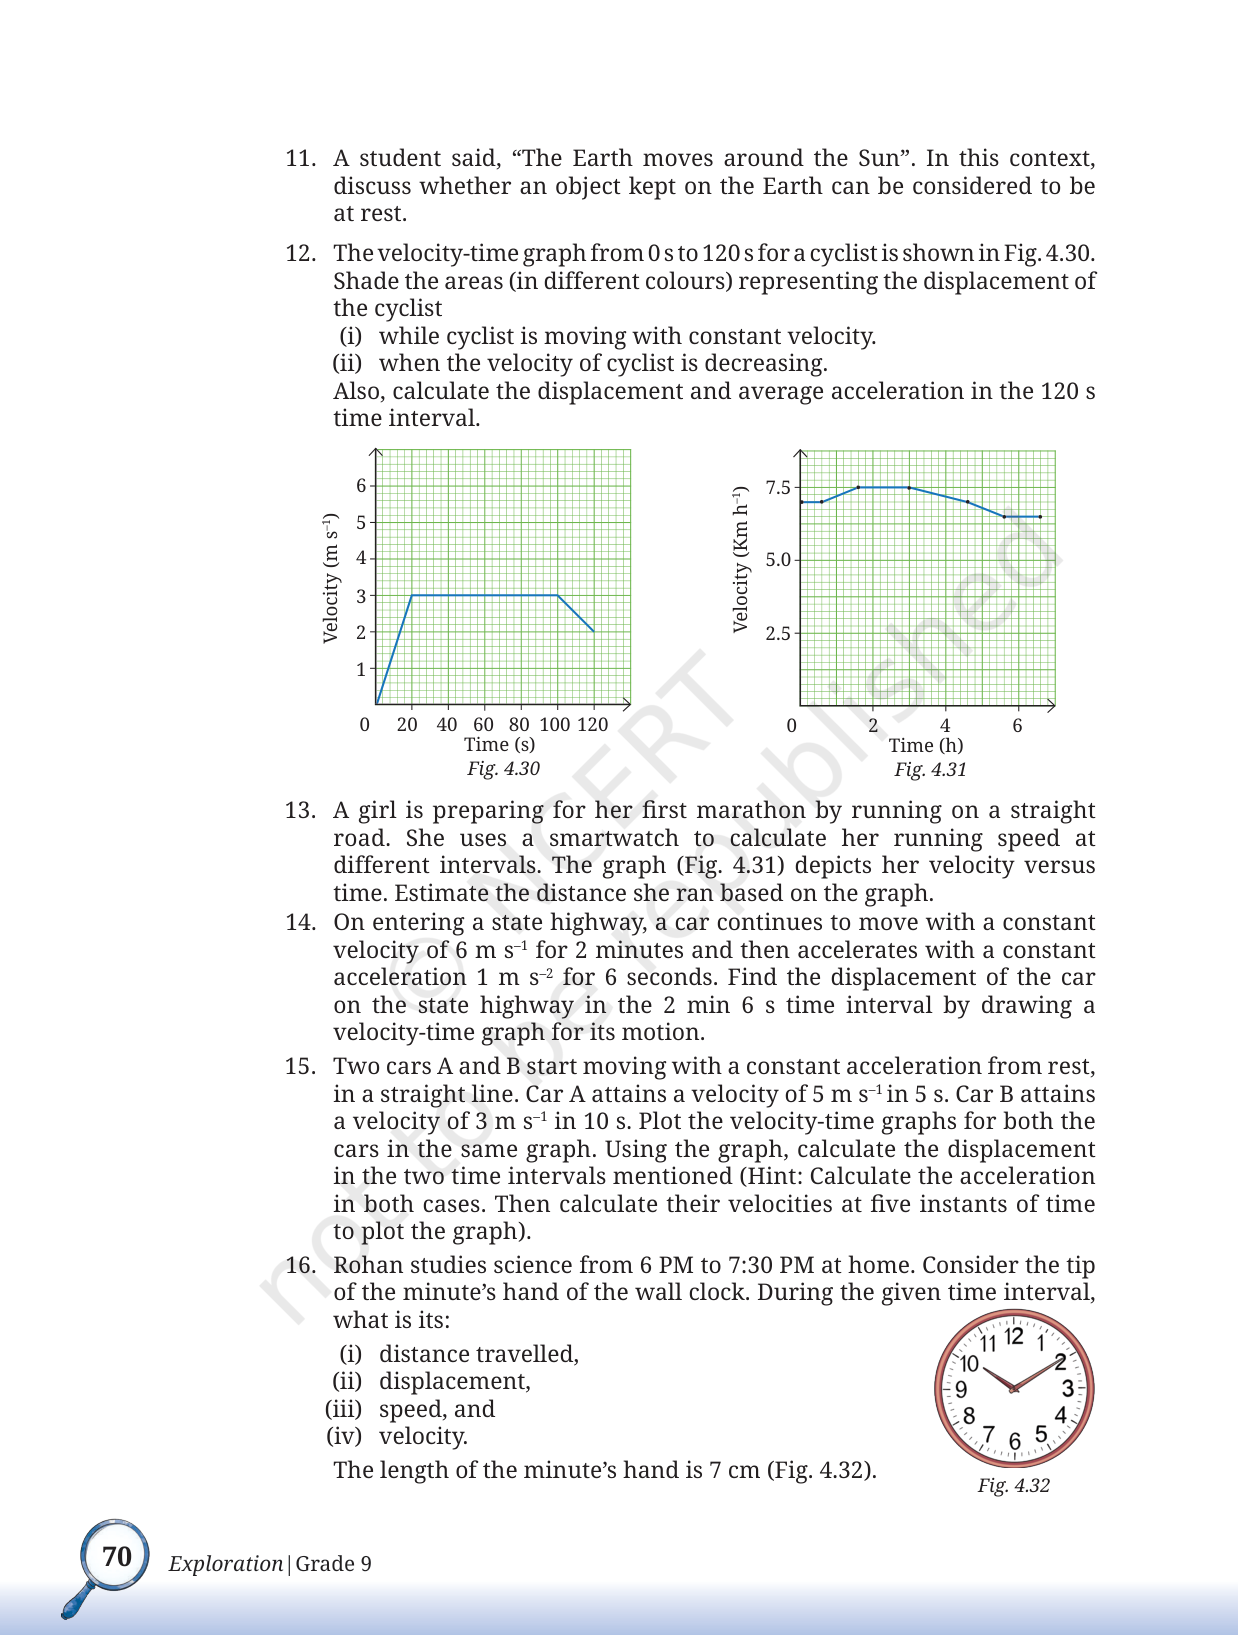 11. A student said, “The Earth moves around the Sun”. In this context,
discuss whether an object kept on the Earth can be considered to be
at rest.
12. The velocity-time graph from 0 s to 120 s for a cyclist is shown in Fig. 4.30.
Shade the areas (in different colours) representing the displacement of
the cyclist
(i) while cyclist is moving with constant velocity.
(ii) when the velocity of cyclist is decreasing.
Also, calculate the displacement and average acceleration in the 120 s
time interval.
Velocity (m s⁻¹)
6
5
4
3
2
1
0 20 40 60 80 100 120
Time (s)
Fig. 4.30
Velocity (Km h⁻¹)
7.5
5.0
2.5
0 2 4 6
Time (h)
Fig. 4.31
13. A girl is preparing for her first marathon by running on a straight
road. She uses a smartwatch to calculate her running speed at
different intervals. The graph (Fig. 4.31) depicts her velocity versus
time. Estimate the distance she ran based on the graph.
14. On entering a state highway, a car continues to move with a constant
velocity of 6 m s⁻¹ for 2 minutes and then accelerates with a constant
acceleration 1 m s⁻² for 6 seconds. Find the displacement of the car
on the state highway in the 2 min 6 s time interval by drawing a
velocity-time graph for its motion.
15. Two cars A and B start moving with a constant acceleration from rest,
in a straight line. Car A attains a velocity of 5 m s⁻¹ in 5 s. Car B attains
a velocity of 3 m s⁻¹ in 10 s. Plot the velocity-time graphs for both the
cars in the same graph. Using the graph, calculate the displacement
in the two time intervals mentioned (Hint: Calculate the acceleration
in both cases. Then calculate their velocities at five instants of time
to plot the graph).
16. Rohan studies science from 6 PM to 7:30 PM at home. Consider the tip
of the minute’s hand of the wall clock. During the given time interval,
what is its:
(i) distance travelled,
(ii) displacement,
(iii) speed, and
(iv) velocity.
The length of the minute’s hand is 7 cm (Fig. 4.32).
12
1
2
3
4
5
6
7
8
9
10
11
Fig. 4.32
70
Exploration|Grade 9
© NCERT
not to be republished